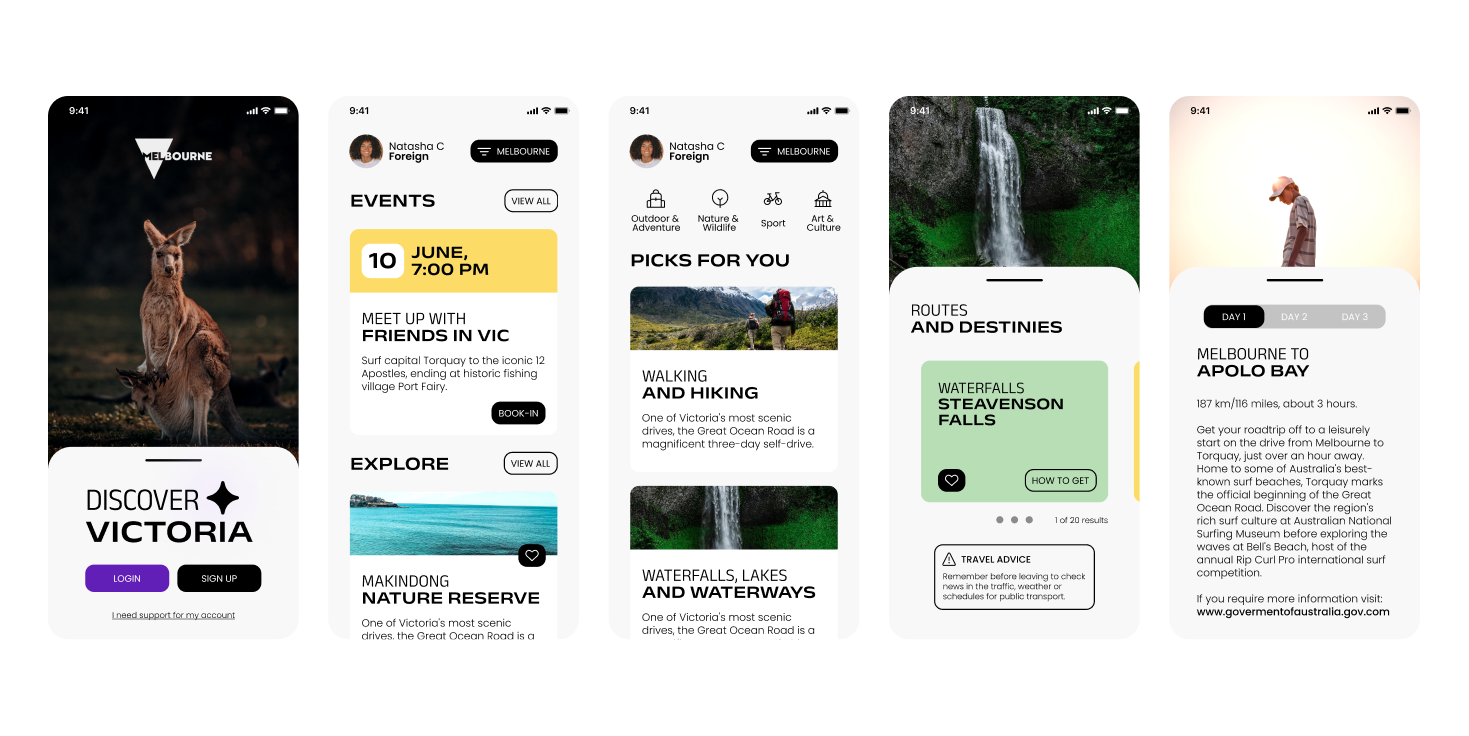 9:41
MELBOURNE
DISCOVER
VICTORIA
LOGIN
SIGN UP
I need support for my account
9:41
Natasha C
Foreign
MELBOURNE
EVENTS
VIEW ALL
10
JUNE,
7:00 PM
MEET UP WITH
FRIENDS IN VIC
Surf capital Torquay to the iconic 12
Apostles, ending at historic fishing
village Port Fairy.
BOOK-IN
EXPLORE
VIEW ALL
MAKINDONG
NATURE RESERVE
One of Victoria's most scenic
drives, the Great Ocean Road is a
9:41
Natasha C
Foreign
MELBOURNE
Outdoor &
Adventure
Nature &
Wildlife
Sport
Art &
Culture
PICKS FOR YOU
WALKING
AND HIKING
One of Victoria's most scenic
drives, the Great Ocean Road is a
magnificent three-day self-drive.
WATERFALLS, LAKES
AND WATERWAYS
One of Victoria's most scenic
drives, the Great Ocean Road is a
9:41
ROUTES
AND DESTINIES
WATERFALLS
STEAVENSON
FALLS
HOW TO GET
1 of 20 results
TRAVEL ADVICE
Remember before leaving to check
news in the traffic, weather or
schedules for public transport.
9:41
DAY 1
DAY 2
DAY 3
MELBOURNE TO
APOLO BAY
187 km/116 miles, about 3 hours.
Get your roadtrip off to a leisurely
start on the drive from Melbourne to
Torquay, just over an hour away.
Home to some of Australia's best-
known surf beaches, Torquay marks
the official beginning of the Great
Ocean Road. Discover the region's
rich surf culture at Australian National
Surfing Museum before exploring the
waves at Bell's Beach, host of the
annual Rip Curl Pro international surf
competition.
If you require more information visit:
www.govermentofaustralia.gov.com